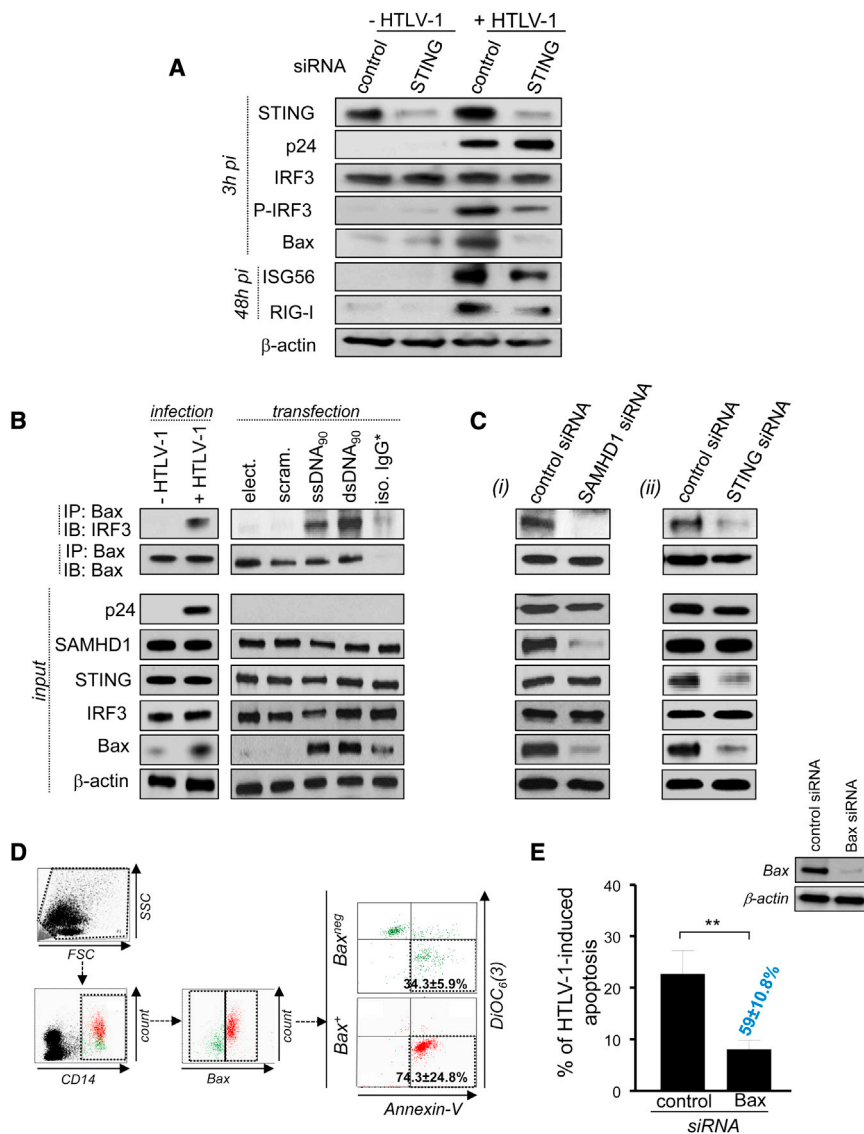 A
- HTLV-1
+ HTLV-1
siRNA
control
STING
control
STING
3h pi
STING
p24
IRF3
P-IRF3
Bax
48h pi
ISG56
RIG-I
β-actin
B
infection
transfection
- HTLV-1
+ HTLV-1
elect.
scram.
ssDNA90
dsDNA90
iso. IgG*
IP: Bax
IB: IRF3
IP: Bax
IB: Bax
input
p24
SAMHD1
STING
IRF3
Bax
β-actin
C
(i)
control siRNA
SAMHD1 siRNA
(ii)
control siRNA
STING siRNA
D
SSC
FSC
count
CD14
count
Bax
Baxneg
34.3±5.9%
Bax+
74.3±24.8%
DiOC6(3)
Annexin-V
E
control siRNA
Bax siRNA
Bax
β-actin
% of HTLV-1-induced
apoptosis
40
30
20
10
0
**
59±10.8%
control
Bax
siRNA